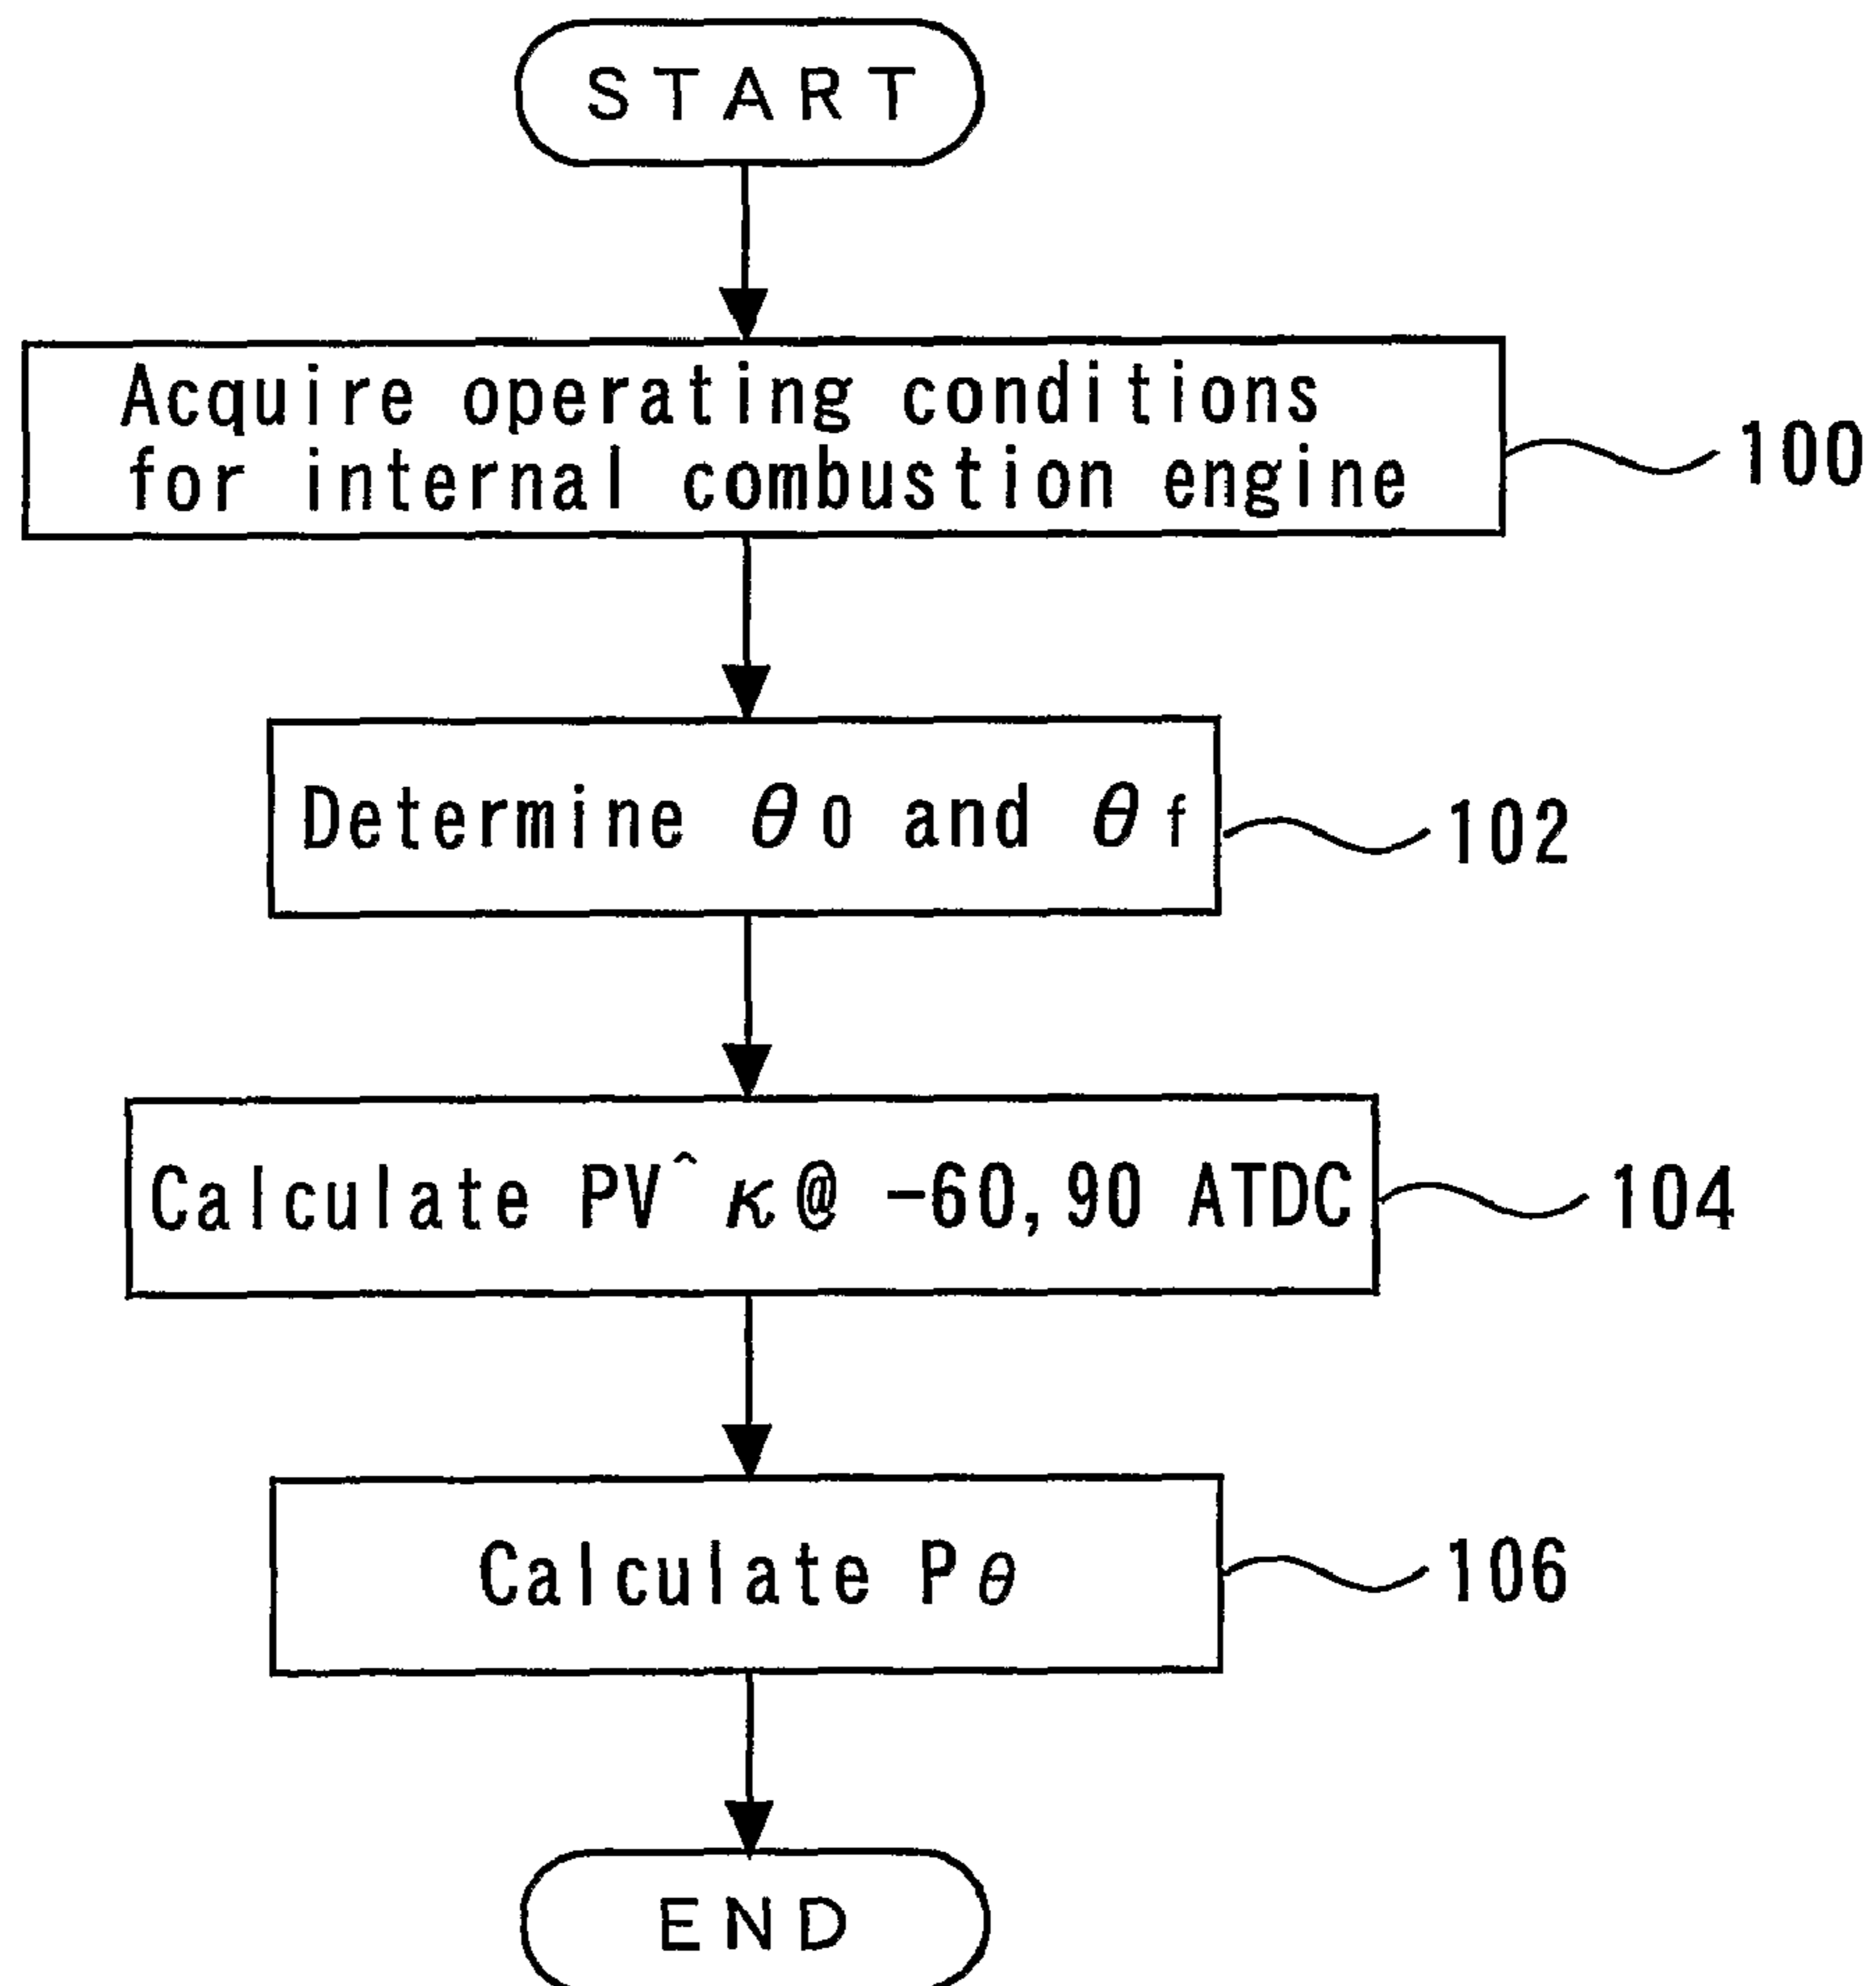 START
Acquire operating conditions
for internal combustion engine
100
Determine θ0 and θf
102
Calculate PV^κ@ -60,90 ATDC
104
Calculate Pθ
106
END